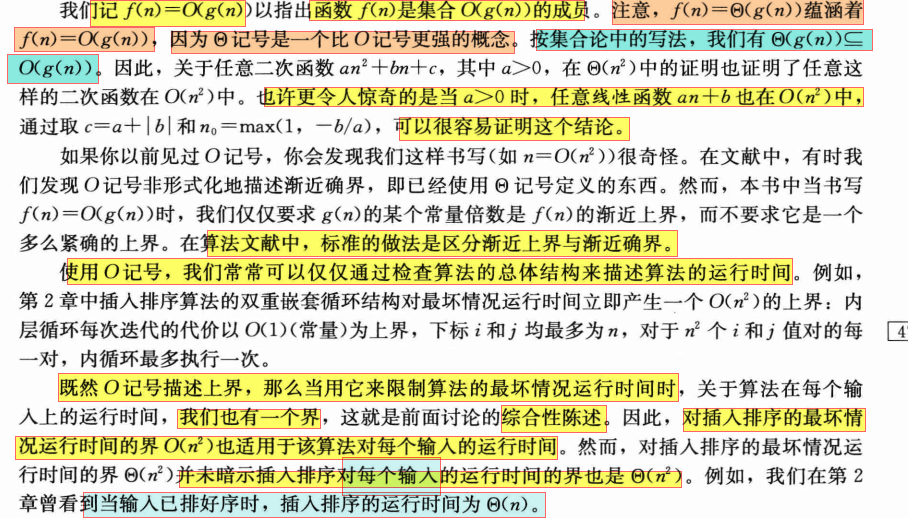 我们记 f(n)=O(g(n))以指出函数 f(n)是集合 O(g(n))的成员。注意，f(n)=Θ(g(n))蕴涵着
f(n)=O(g(n))，因为 Θ 记号是一个比 O 记号更强的概念。按集合论中的写法，我们有 Θ(g(n))⊆
O(g(n))。因此，关于任意二次函数 an²+bn+c，其中 a>0，在 Θ(n²)中的证明也证明了任意这
样的二次函数在 O(n²)中。也许更令人惊奇的是当 a>0 时，任意线性函数 an+b 也在 O(n²)中，
通过取 c=a+|b|和 n₀=max(1，-b/a)，可以很容易证明这个结论。
如果你以前见过 O 记号，你会发现我们这样书写(如 n=O(n²))很奇怪。在文献中，有时我
们发现 O 记号非形式化地描述渐近确界，即已经使用 Θ 记号定义的东西。然而，本书中当书写
f(n)=O(g(n))时，我们仅仅要求 g(n)的某个常量倍数是 f(n)的渐近上界，而不要求它是一个
多么紧确的上界。在算法文献中，标准的做法是区分渐近上界与渐近确界。
使用 O 记号，我们常常可以仅仅通过检查算法的总体结构来描述算法的运行时间。例如，
第 2 章中插入排序算法的双重嵌套循环结构对最坏情况运行时间立即产生一个 O(n²)的上界：内
层循环每次迭代的代价以 O(1)(常量)为上界，下标 i 和 j 均最多为 n，对于 n² 个 i 和 j 值对的每
一对，内循环最多执行一次。
既然 O 记号描述上界，那么当用它来限制算法的最坏情况运行时间时，关于算法在每个输
入上的运行时间，我们也有一个界，这就是前面讨论的综合性陈述。因此，对插入排序的最坏情
况运行时间的界 O(n²)也适用于该算法对每个输入的运行时间。然而，对插入排序的最坏情况运
行时间的界 Θ(n²)并未暗示插入排序对每个输入的运行时间的界也是 Θ(n²)。例如，我们在第 2
章曾看到当输入已排好序时，插入排序的运行时间为 Θ(n)。